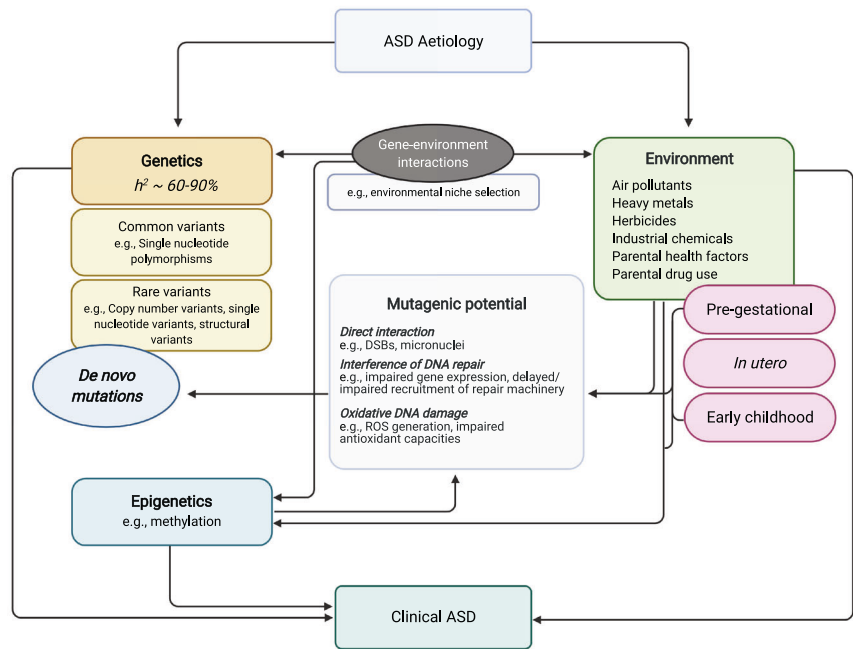 ASD Aetiology
Genetics
h² ~ 60-90%
Common variants
e.g., Single nucleotide
polymorphisms
Rare variants
e.g., Copy number variants, single
nucleotide variants, structural
variants
De novo
mutations
Gene-environment
interactions
e.g., environmental niche selection
Environment
Air pollutants
Heavy metals
Herbicides
Industrial chemicals
Parental health factors
Parental drug use
Pre-gestational
In utero
Early childhood
Mutagenic potential
Direct interaction
e.g., DSBs, micronuclei
Interference of DNA repair
e.g., impaired gene expression, delayed/
impaired recruitment of repair machinery
Oxidative DNA damage
e.g., ROS generation, impaired
antioxidant capacities
Epigenetics
e.g., methylation
Clinical ASD